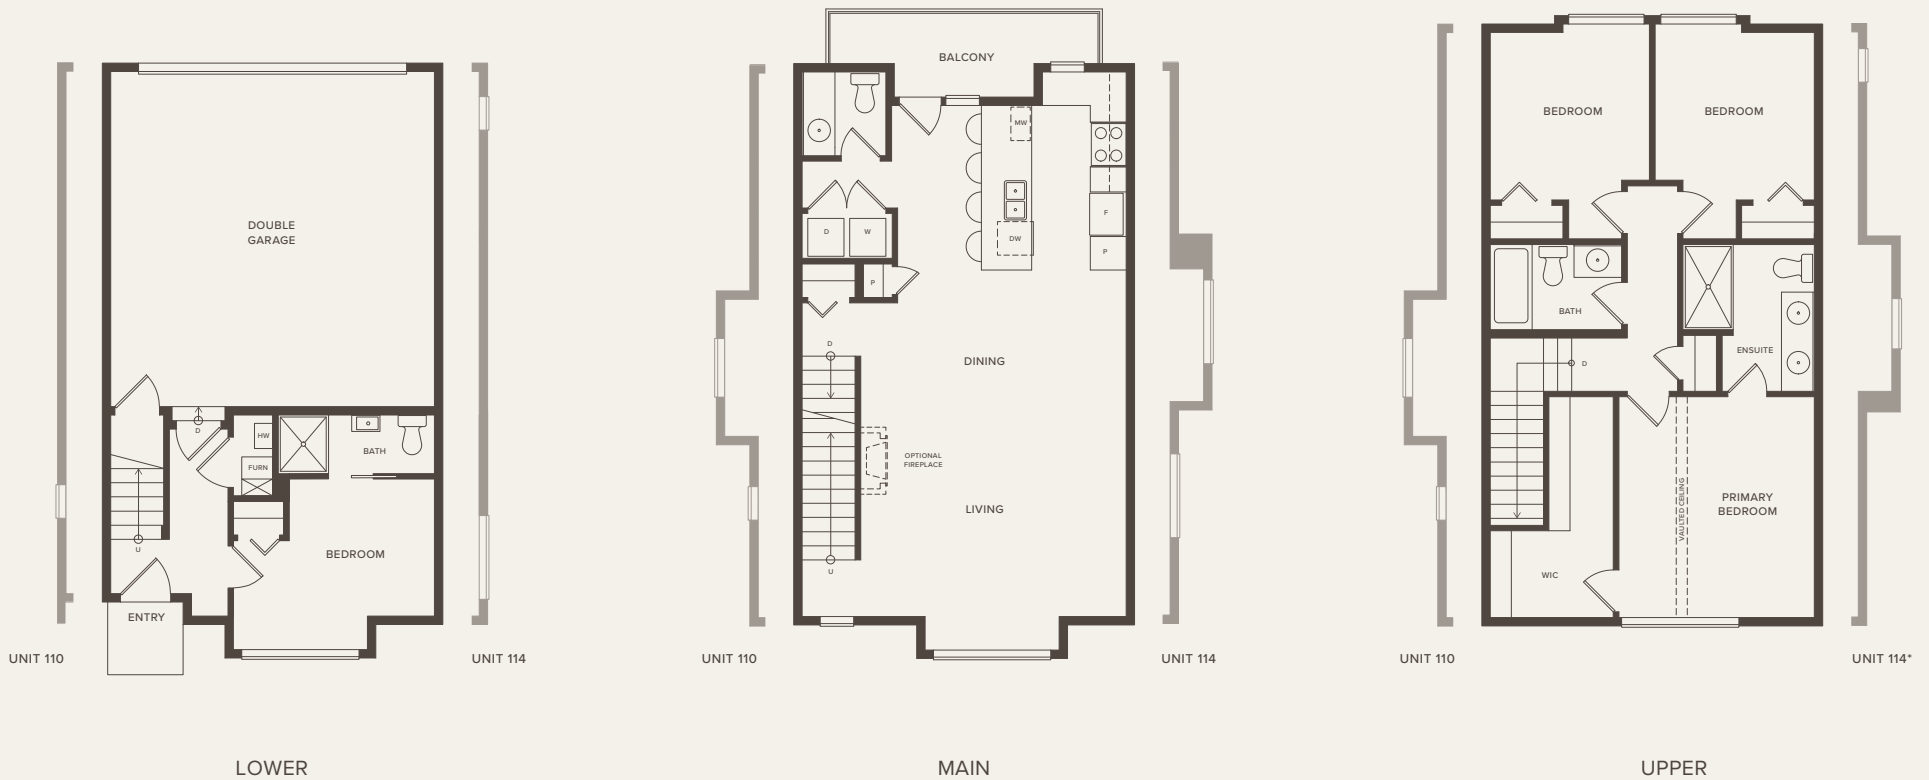 DOUBLE
GARAGE
D
HW
FURN
BATH
U
BEDROOM
ENTRY
UNIT 110
UNIT 114
LOWER
BALCONY
MW
D
W
DW
F
P
P
D
DINING
OPTIONAL
FIREPLACE
LIVING
U
UNIT 110
UNIT 114
MAIN
BEDROOM
BEDROOM
BATH
ENSUITE
D
VAULTED CEILING
PRIMARY
BEDROOM
WIC
UNIT 110
UNIT 114*
UPPER